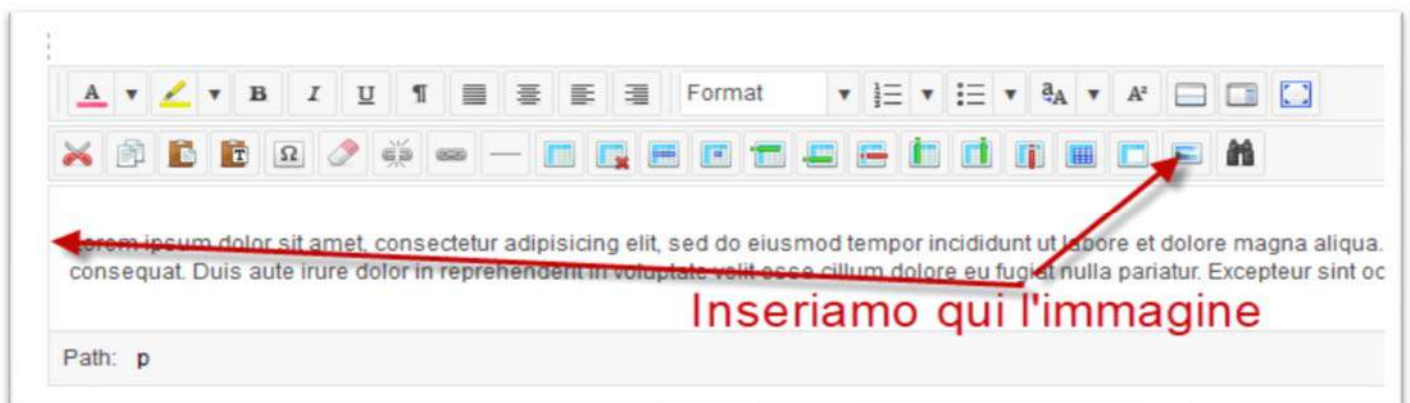 A B I U ¶ Format A²
T Ω
Lorem ipsum dolor sit amet, consectetur adipisicing elit, sed do eiusmod tempor incididunt ut labore et dolore magna aliqua.
consequat. Duis aute irure dolor in reprehenderit in voluptate velit esse cillum dolore eu fugiat nulla pariatur. Excepteur sint oc
Inseriamo qui l'immagine
Path: p